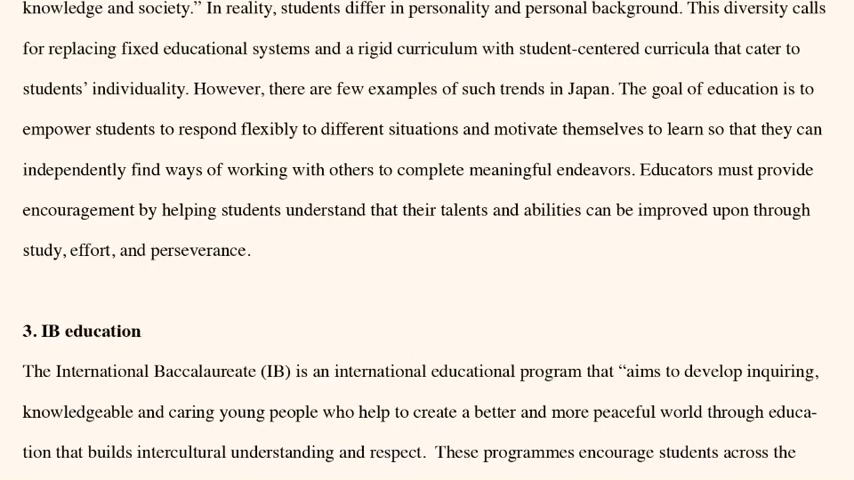 knowledge and society.” In reality, students differ in personality and personal background. This diversity calls
for replacing fixed educational systems and a rigid curriculum with student-centered curricula that cater to
students’ individuality. However, there are few examples of such trends in Japan. The goal of education is to
empower students to respond flexibly to different situations and motivate themselves to learn so that they can
independently find ways of working with others to complete meaningful endeavors. Educators must provide
encouragement by helping students understand that their talents and abilities can be improved upon through
study, effort, and perseverance.
3. IB education
The International Baccalaureate (IB) is an international educational program that “aims to develop inquiring,
knowledgeable and caring young people who help to create a better and more peaceful world through educa-
tion that builds intercultural understanding and respect.  These programmes encourage students across the